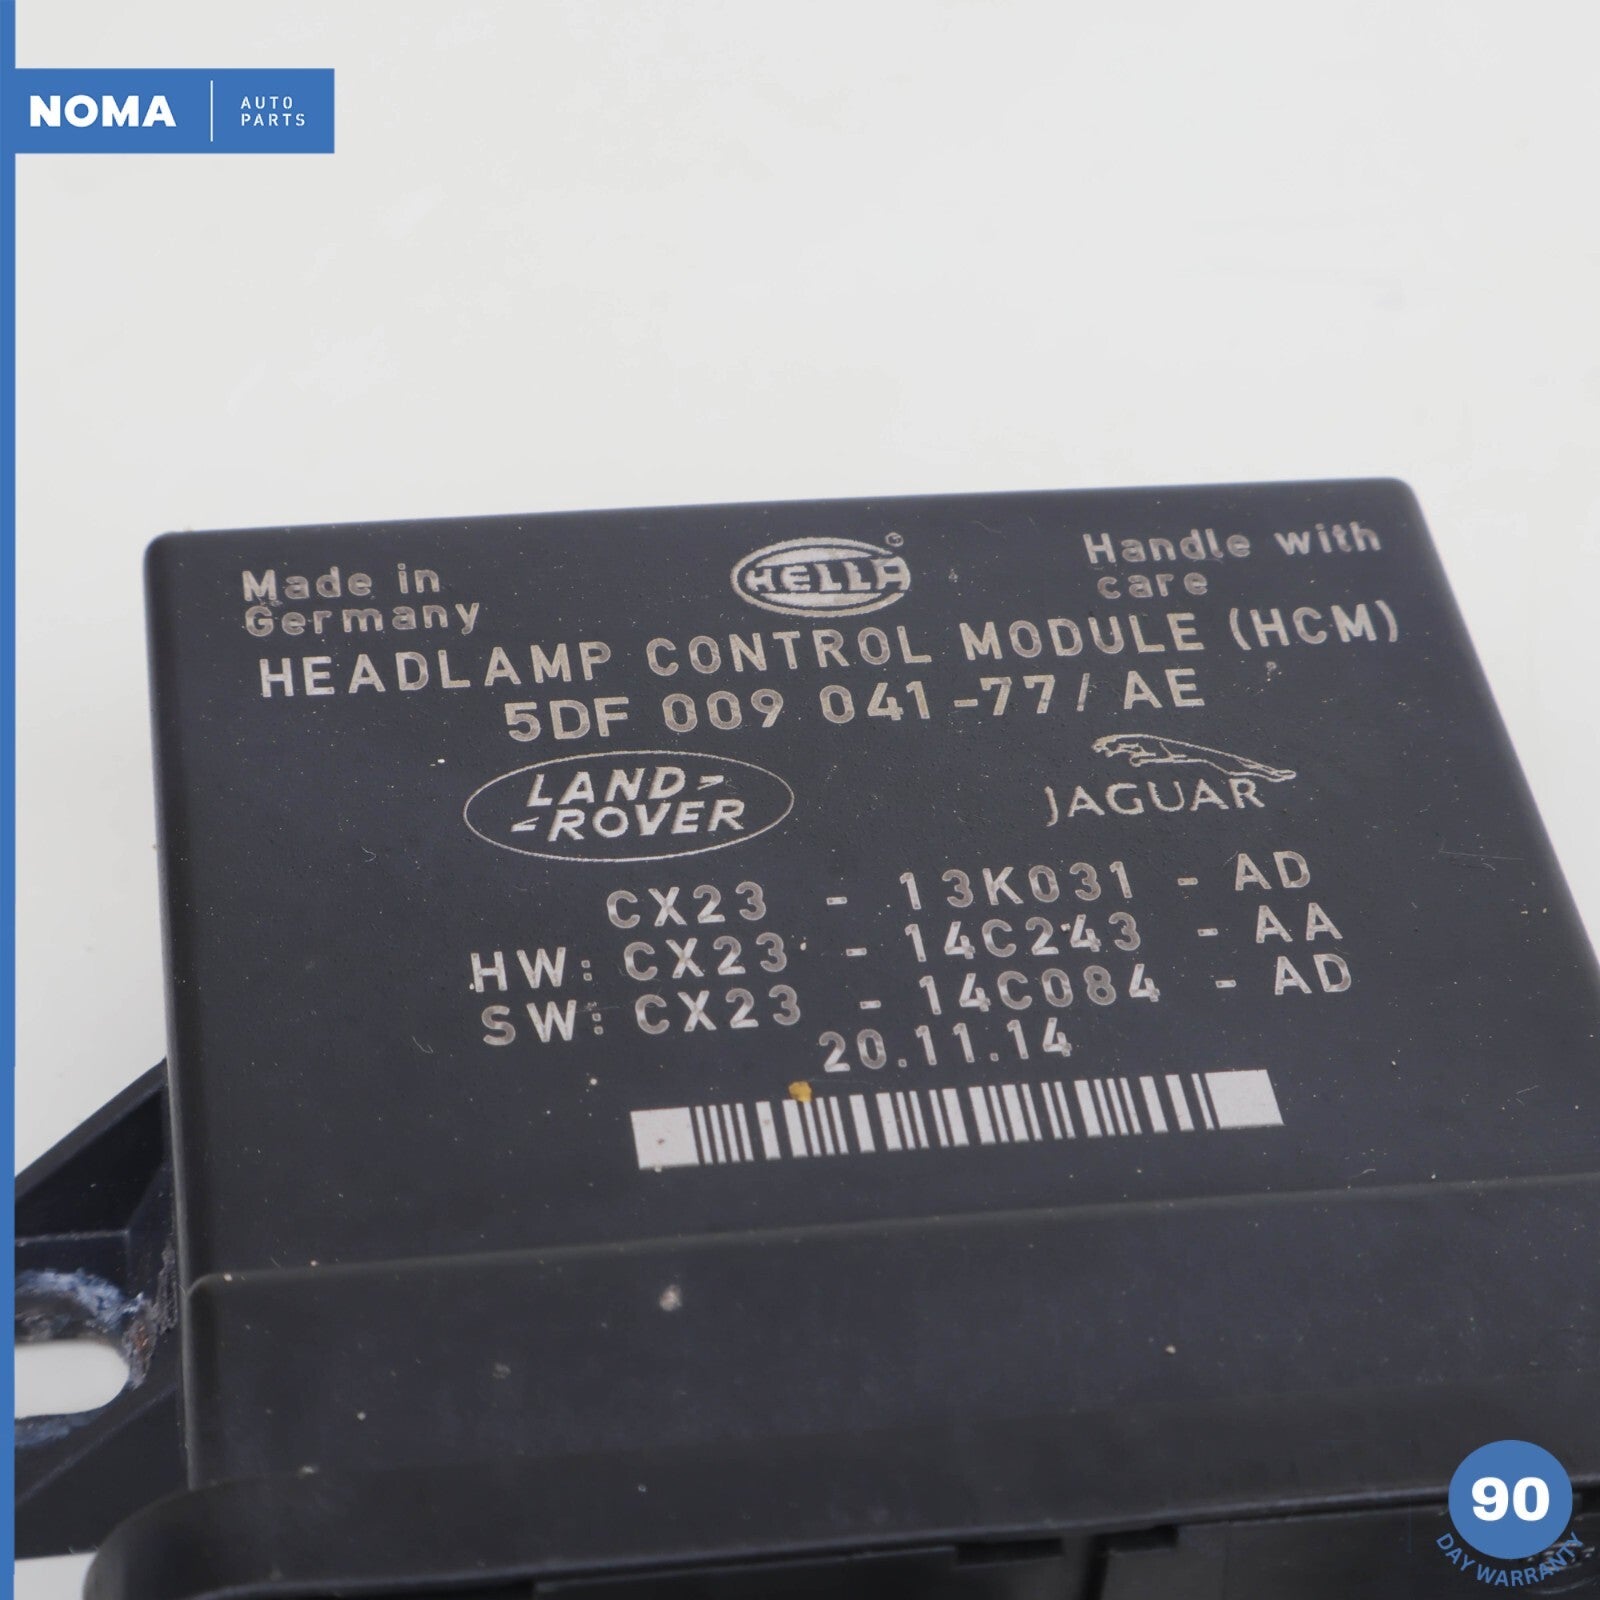 NOMA
AUTO
PARTS
Made in
Germany
HELLA
®
Handle with
care
HEADLAMP CONTROL MODULE (HCM)
5DF 009 041-77/ AE
LAND
ROVER
JAGUAR
CX23 - 13K031 - AD
HW: CX23 - 14C243 - AA
SW: CX23 - 14C084 - AD
20.11.14
90
DAY WARRANTY